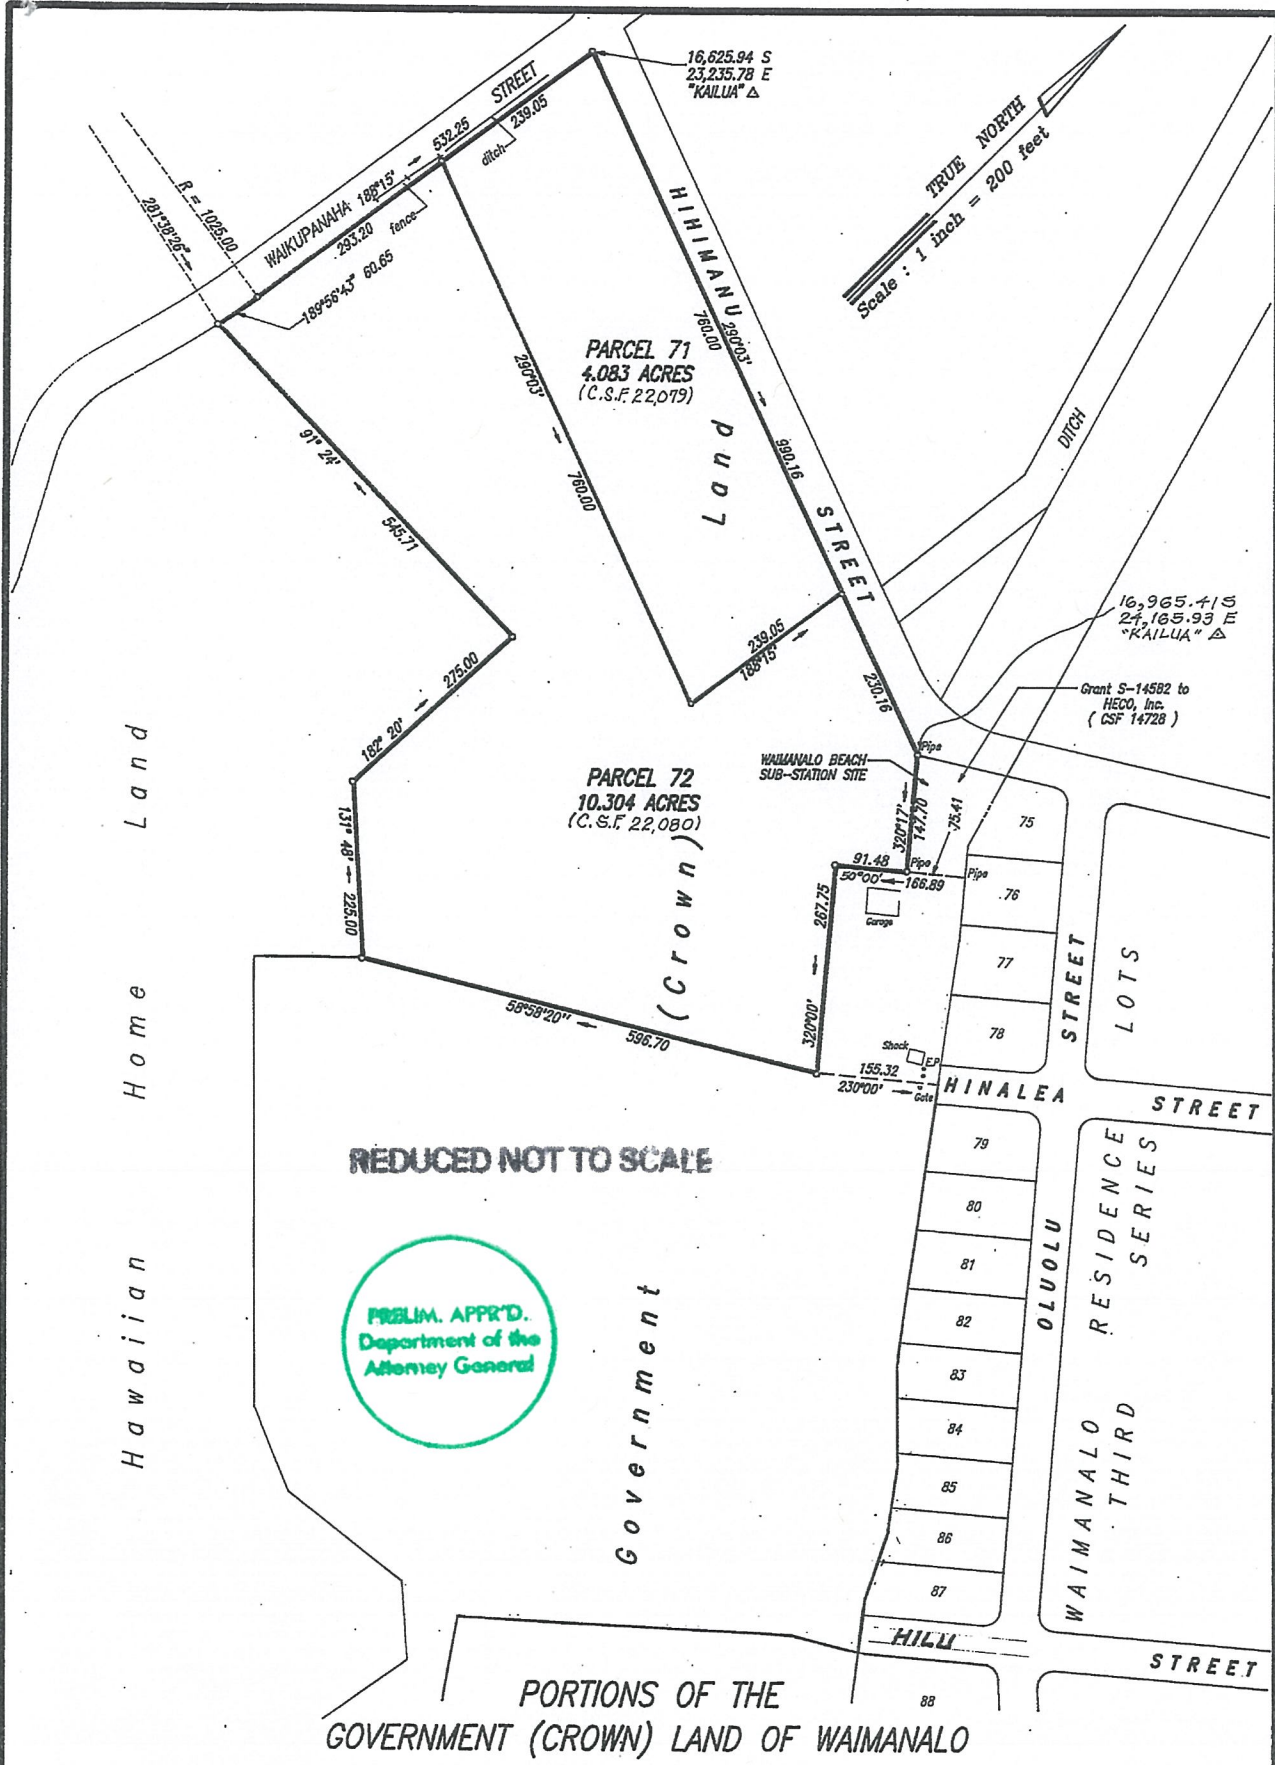 16,625.94 S
23,235.78 E
"KAILUA" △
TRUE NORTH
Scale : 1 inch = 200 feet
WAIKUPANAHA STREET
188°15' 532.25
239.05
ditch
293.20
fence
R = 1025.00
281°38'26"
189°56'43" 60.65
HIHIMANU STREET
290°03'
760.00
990.16
PARCEL 71
4.083 ACRES
(C.S.F. 22,079)
290°03'
760.00
Land
DITCH
91° 24'
545.71
239.05
188°15'
230.16
16,965.41 S
24,165.93 E
"KAILUA" △
Grant S-14582 to
HECO, Inc.
( CSF 14728 )
275.00
182° 20'
131° 48'
225.00
PARCEL 72
10.304 ACRES
(C.S.F. 22,080)
(Crown)
WAIMANALO BEACH
SUB-STATION SITE
Pipe
320°17'
147.70
75.41
Pipe
Pipe
91.48
50°00'
166.89
Garage
267.75
320°00'
58°58'20"
596.70
Shack
E.P.
155.32
230°00'
Gate
75
76
77
78
HINALEA STREET
79
80
81
82
83
84
85
86
87
88
OLUOLU STREET
HILU STREET
WAIMANALO RESIDENCE LOTS
THIRD SERIES
Hawaiian Home Land
Government
REDUCED NOT TO SCALE
PRELIM. APPR'D.
Department of the
Attorney General
PORTIONS OF THE
GOVERNMENT (CROWN) LAND OF WAIMANALO